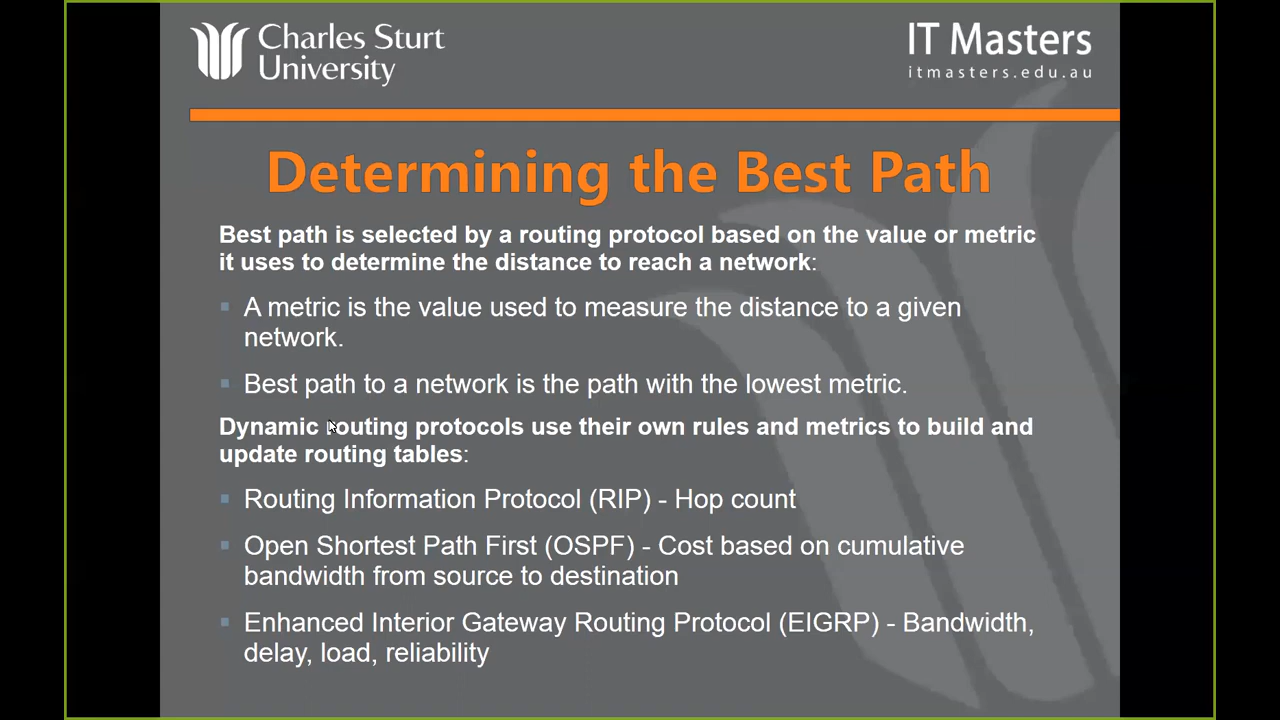 Charles Sturt
University
IT Masters
itmasters.edu.au
Determining the Best Path
Best path is selected by a routing protocol based on the value or metric
it uses to determine the distance to reach a network:
A metric is the value used to measure the distance to a given
network.
Best path to a network is the path with the lowest metric.
Dynamic routing protocols use their own rules and metrics to build and
update routing tables:
Routing Information Protocol (RIP) - Hop count
Open Shortest Path First (OSPF) - Cost based on cumulative
bandwidth from source to destination
Enhanced Interior Gateway Routing Protocol (EIGRP) - Bandwidth,
delay, load, reliability